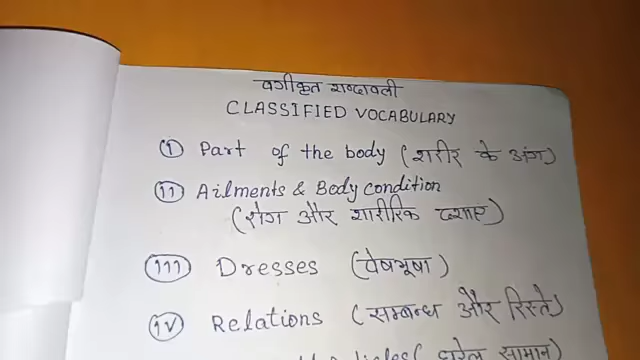 वर्गीकृत शब्दावली
CLASSIFIED VOCABULARY
(i) Part of the body (शरीर के अंग)
(ii) Ailments & Body condition
(रोग और शारीरिक दशाएं)
(iii) Dresses (वेषभूषा)
(iv) Relations (सम्बन्ध और रिश्ते)
(घरेलू सामान)